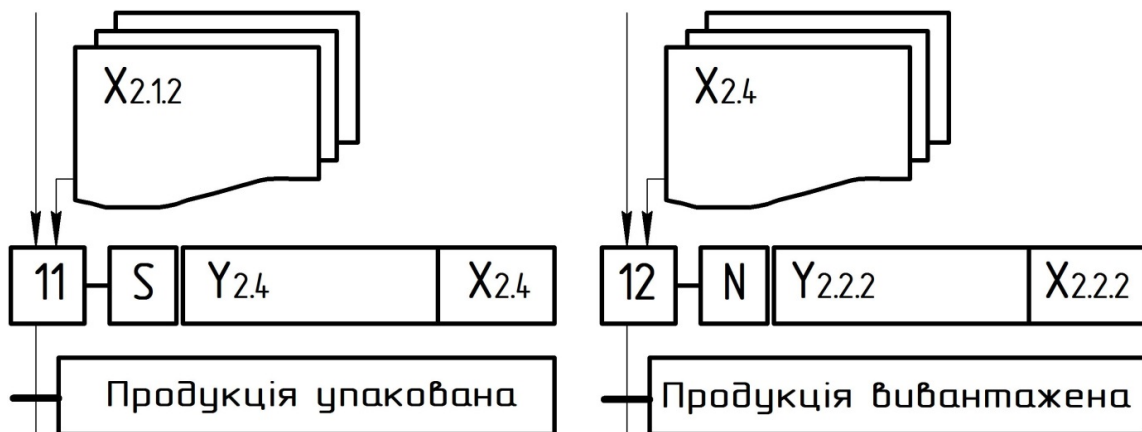 X2.1.2
X2.4
11 S Y2.4 X2.4
12 N Y2.2.2 X2.2.2
Продукція упакована
Продукція вивантажена